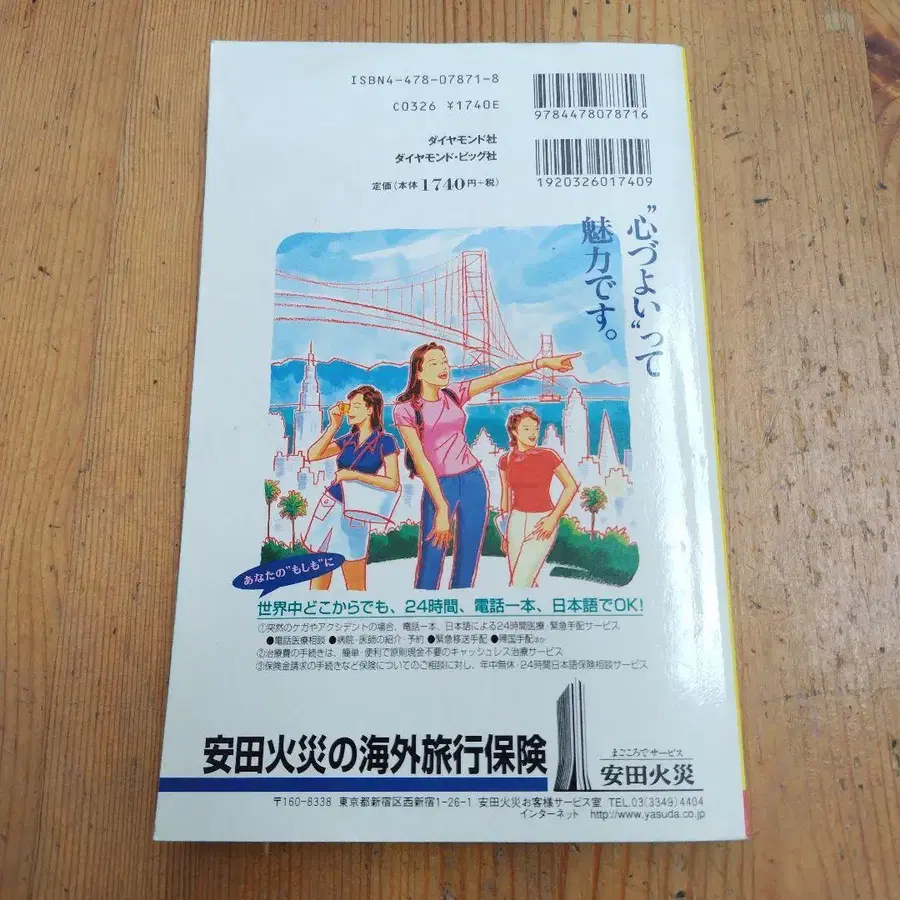 ISBN4-478-07871-8
C0326 ¥1740E
9784478078716
ダイヤモンド社
ダイヤモンド・ビッグ社
定価(本体1740円+税)
1920326017409
"心づよい"って
魅力です。
あなたの"もしも"に
世界中どこからでも、24時間、電話一本、日本語でOK!
①突然のケガやアクシデントの場合、電話一本、日本語による24時間医療・緊急手配サービス
●電話医療相談 ●病院・医師の紹介・予約 ●緊急移送手配 ●帰国手配ほか
②治療費の手続きは、簡単・便利で原則現金不要のキャッシュレス治療サービス
③保険金請求の手続きなど保険についてのご相談に対し、年中無休・24時間日本語保険相談サービス
安田火災の海外旅行保険
まごころでサービス
安田火災
〒160-8338 東京都新宿区西新宿1-26-1 安田火災お客様サービス室 TEL.03(3349)4404
インターネット http://www.yasuda.co.jp